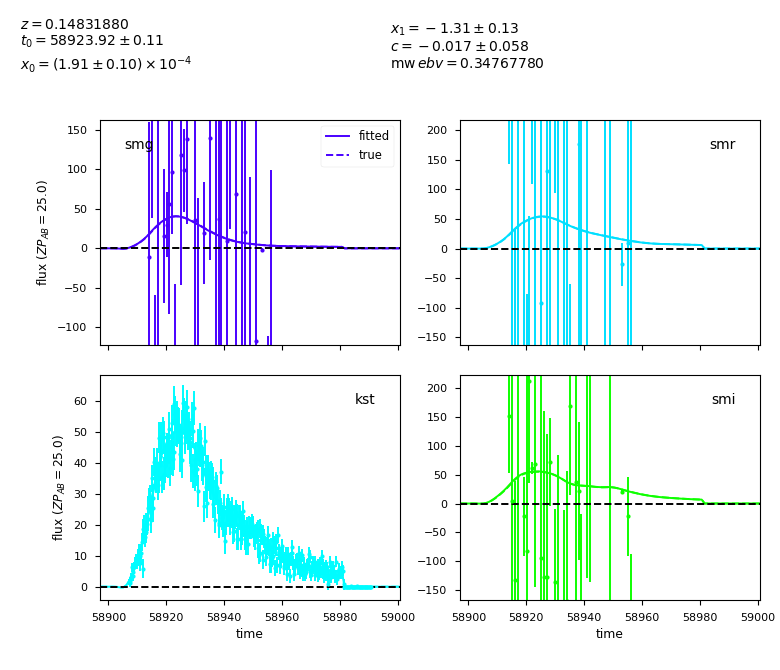 z = 0.14831880
t₀ = 58923.92 ± 0.11
x₀ = (1.91 ± 0.10) × 10⁻⁴
x₁ = −1.31 ± 0.13
c = −0.017 ± 0.058
mw ebv = 0.34767780
smg
fitted
true
150
100
50
0
−50
−100
flux (ZP_AB = 25.0)
smr
200
150
100
50
0
−50
−100
−150
kst
60
50
40
30
20
10
0
flux (ZP_AB = 25.0)
58900 58920 58940 58960 58980 59000
time
smi
200
150
100
50
0
−50
−100
−150
58900 58920 58940 58960 58980 59000
time